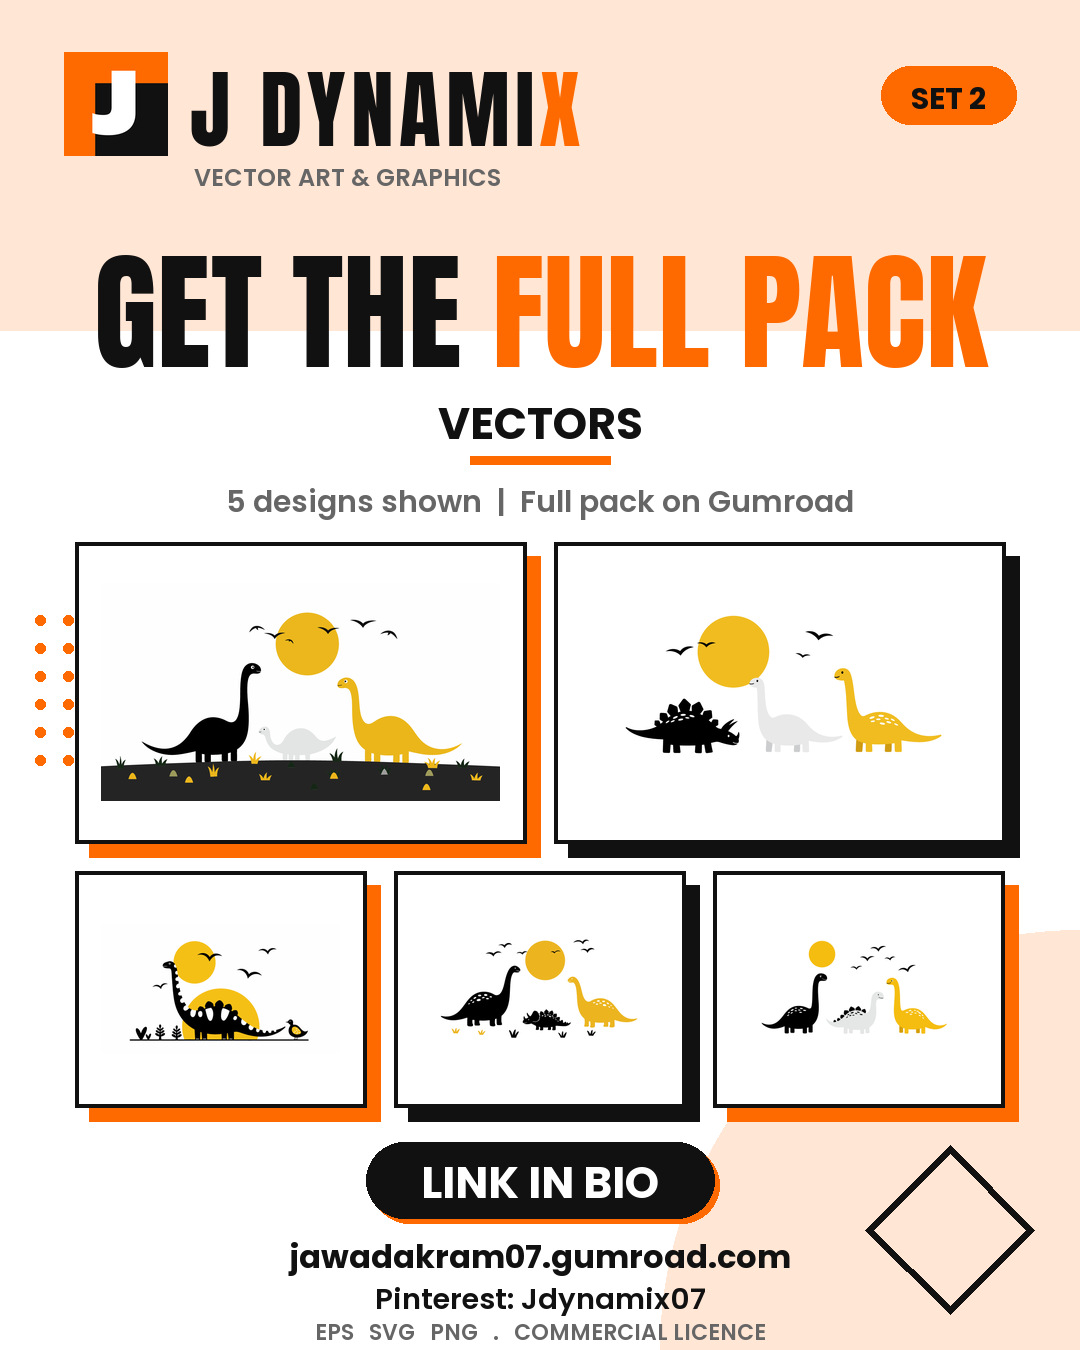 J
J DYNAMIX
VECTOR ART & GRAPHICS
SET 2
GET THE FULL PACK
VECTORS
5 designs shown | Full pack on Gumroad
LINK IN BIO
jawadakram07.gumroad.com
Pinterest: Jdynamix07
EPS SVG PNG . COMMERCIAL LICENCE